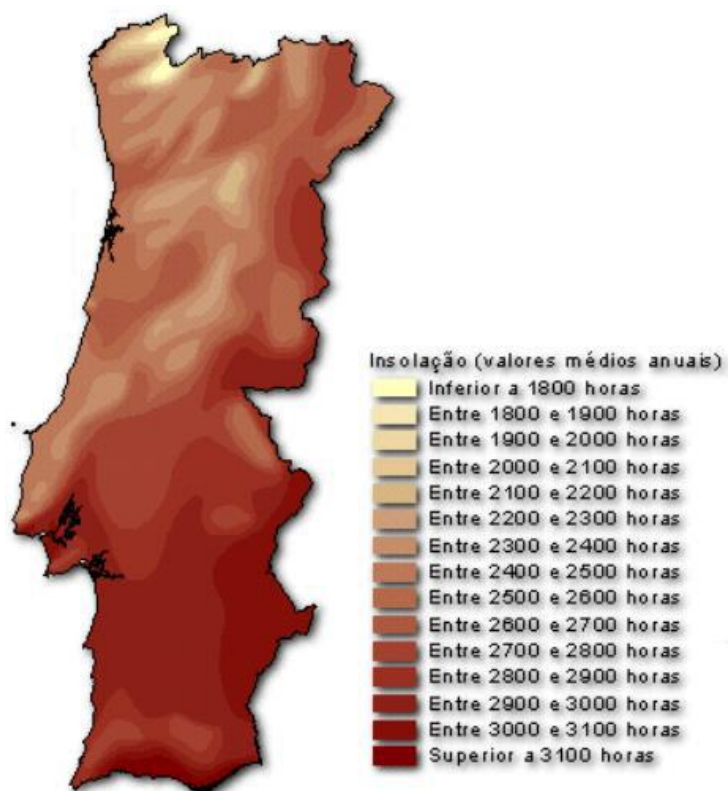 Insolação (valores médios anuais)
Inferior a 1800 horas
Entre 1800 e 1900 horas
Entre 1900 e 2000 horas
Entre 2000 e 2100 horas
Entre 2100 e 2200 horas
Entre 2200 e 2300 horas
Entre 2300 e 2400 horas
Entre 2400 e 2500 horas
Entre 2500 e 2600 horas
Entre 2600 e 2700 horas
Entre 2700 e 2800 horas
Entre 2800 e 2900 horas
Entre 2900 e 3000 horas
Entre 3000 e 3100 horas
Superior a 3100 horas